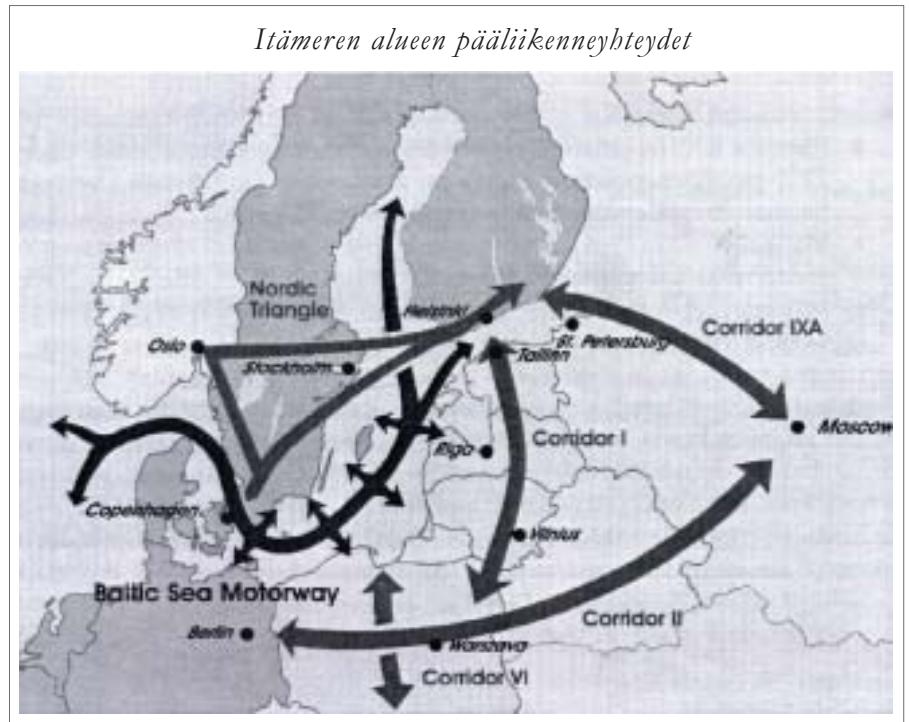 Itämeren alueen pääliikenneyhteydet
Nordic
Triangle
Helsinki
Oslo
Stockholm
St. Petersburg
Tallinn
Corridor IXA
Moscow
Corridor I
Riga
Copenhagen
Vilnius
Baltic Sea Motorway
Berlin
Corridor II
Warszava
Corridor VI